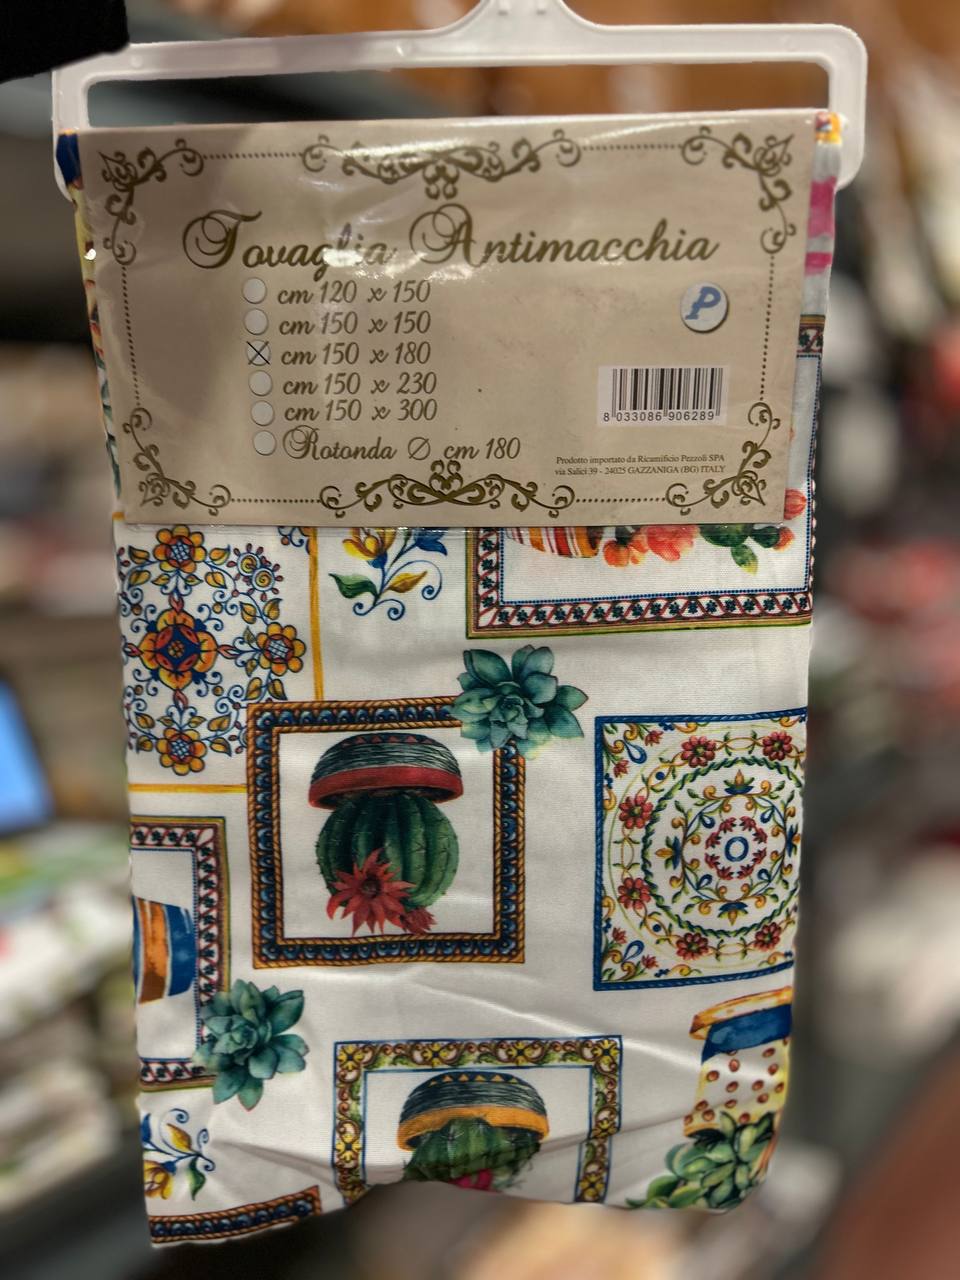 Tovaglia Antimacchia
cm 120 x 150
cm 150 x 150
cm 150 x 180
cm 150 x 230
cm 150 x 300
Rotonda Ø cm 180
P
8 033086 906289
Prodotto importato da Ricamificio Pezzoli SPA
via Salici 39 - 24025 GAZZANIGA (BG) ITALY